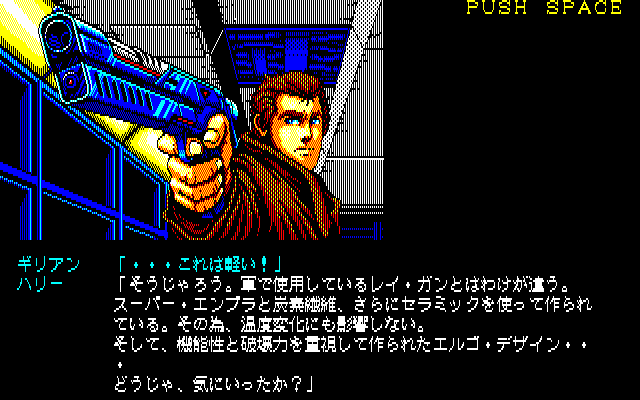 PUSH SPACE
ギリアン 「・・・これは軽い!」
ハリー 「そうじゃろう。軍で使用しているレイ・ガンとはわけが違う。
スーパー・エンプラと炭素繊維、さらにセラミックを使って作られ
ている。その為、温度変化にも影響しない。
そして、機能性と破壊力を重視して作られたエルゴ・デザイン・・
・
どうじゃ、気にいったか?」